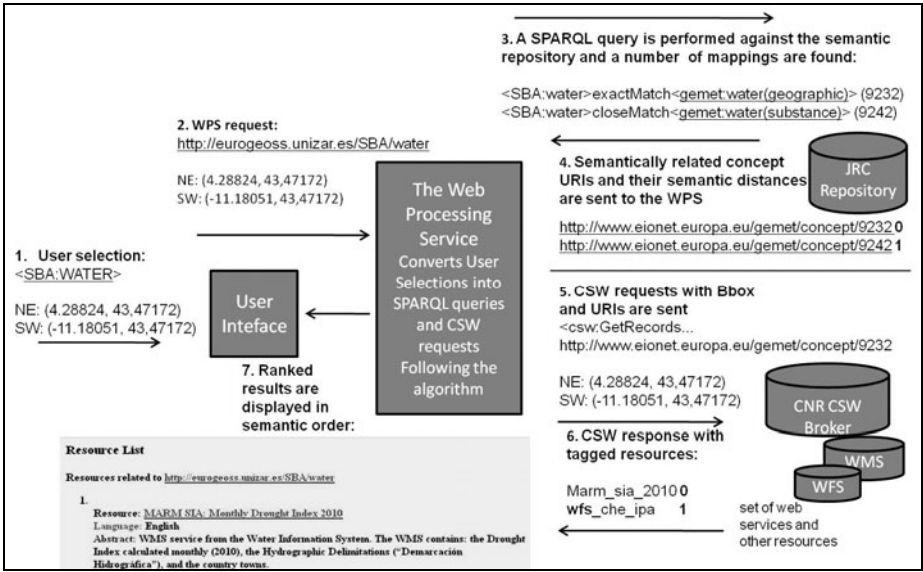 1. User selection:
<SBA:WATER>
NE: (4.28824, 43,47172)
SW: (-11.18051, 43,47172)
User
Inteface
2. WPS request:
http://eurogeoss.unizar.es/SBA/water
NE: (4.28824, 43,47172)
SW: (-11.18051, 43,47172)
The Web
Processing
Service
Converts User
Selections into
SPARQL queries
and CSW
requests
Following the
algorithm
3. A SPARQL query is performed against the semantic
repository and a number of mappings are found:
<SBA:water>exactMatch<gemet:water(geographic)> (9232)
<SBA:water>closeMatch<gemet:water(substance)> (9242)
4. Semantically related concept
URIs and their semantic distances
are sent to the WPS
http://www.eionet.europa.eu/gemet/concept/9232 0
http://www.eionet.europa.eu/gemet/concept/9242 1
JRC
Repository
5. CSW requests with Bbox
and URIs are sent
<csw:GetRecords...
http://www.eionet.europa.eu/gemet/concept/9232
NE: (4.28824, 43,47172)
SW: (-11.18051, 43,47172)
CNR CSW
Broker
WMS
WFS
set of web
services and
other resources
6. CSW response with
tagged resources:
Marm_sia_2010 0
wfs_che_ipa 1
7. Ranked
results are
displayed in
semantic order:
Resource List
Resources related to http://eurogeoss.unizar.es/SBA/water
1.
Resource: MARM SIA: Monthly Drought Index 2010
Language: English
Abstract: WMS service from the Water Information System. The WMS contains: the Drought
Index calculated monthly (2010), the Hydrographic Delimitations ("Demarcación
Hidrográfica"), and the country towns.